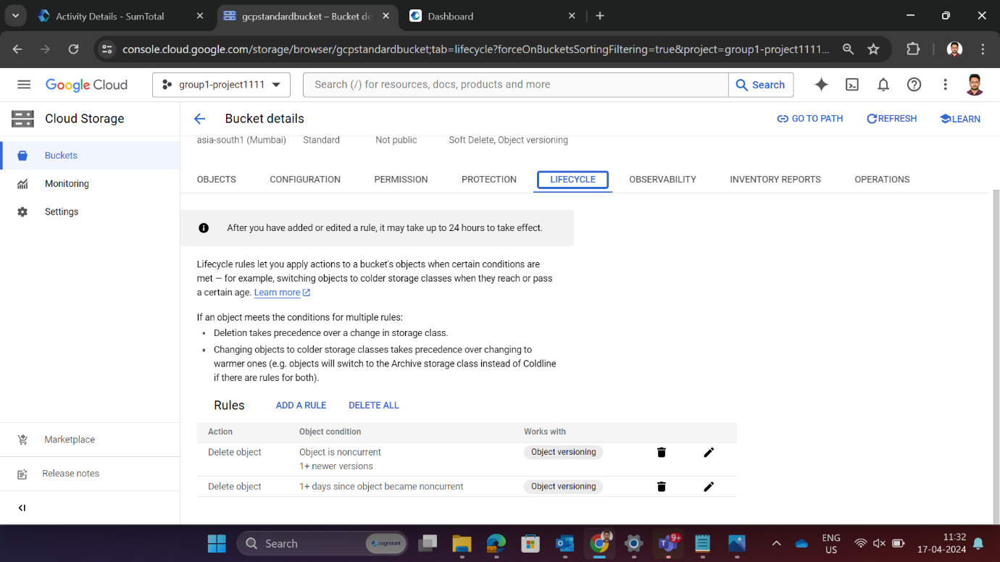 Activity Details - SumTotal
gcpstandardbucket – Bucket de
Dashboard
console.cloud.google.com/storage/browser/gcpstandardbucket;tab=lifecycle?forceOnBucketsSortingFiltering=true&project=group1-project1111...
Google Cloud
group1-project1111
Search (/) for resources, docs, products and more
Search
Cloud Storage
Bucket details
GO TO PATH
REFRESH
LEARN
Buckets
Monitoring
Settings
Marketplace
Release notes
asia-south1 (Mumbai) Standard Not public Soft Delete, Object versioning
OBJECTS CONFIGURATION PERMISSION PROTECTION LIFECYCLE OBSERVABILITY INVENTORY REPORTS OPERATIONS
After you have added or edited a rule, it may take up to 24 hours to take effect.
Lifecycle rules let you apply actions to a bucket's objects when certain conditions are
met — for example, switching objects to colder storage classes when they reach or pass
a certain age. Learn more
If an object meets the conditions for multiple rules:
• Deletion takes precedence over a change in storage class.
• Changing objects to colder storage classes takes precedence over changing to
warmer ones (e.g. objects will switch to the Archive storage class instead of Coldline
if there are rules for both).
Rules ADD A RULE DELETE ALL
Action Object condition Works with
Delete object Object is noncurrent Object versioning
1+ newer versions
Delete object 1+ days since object became noncurrent Object versioning
Search
cognizant
9+
ENG
US
11:32
17-04-2024